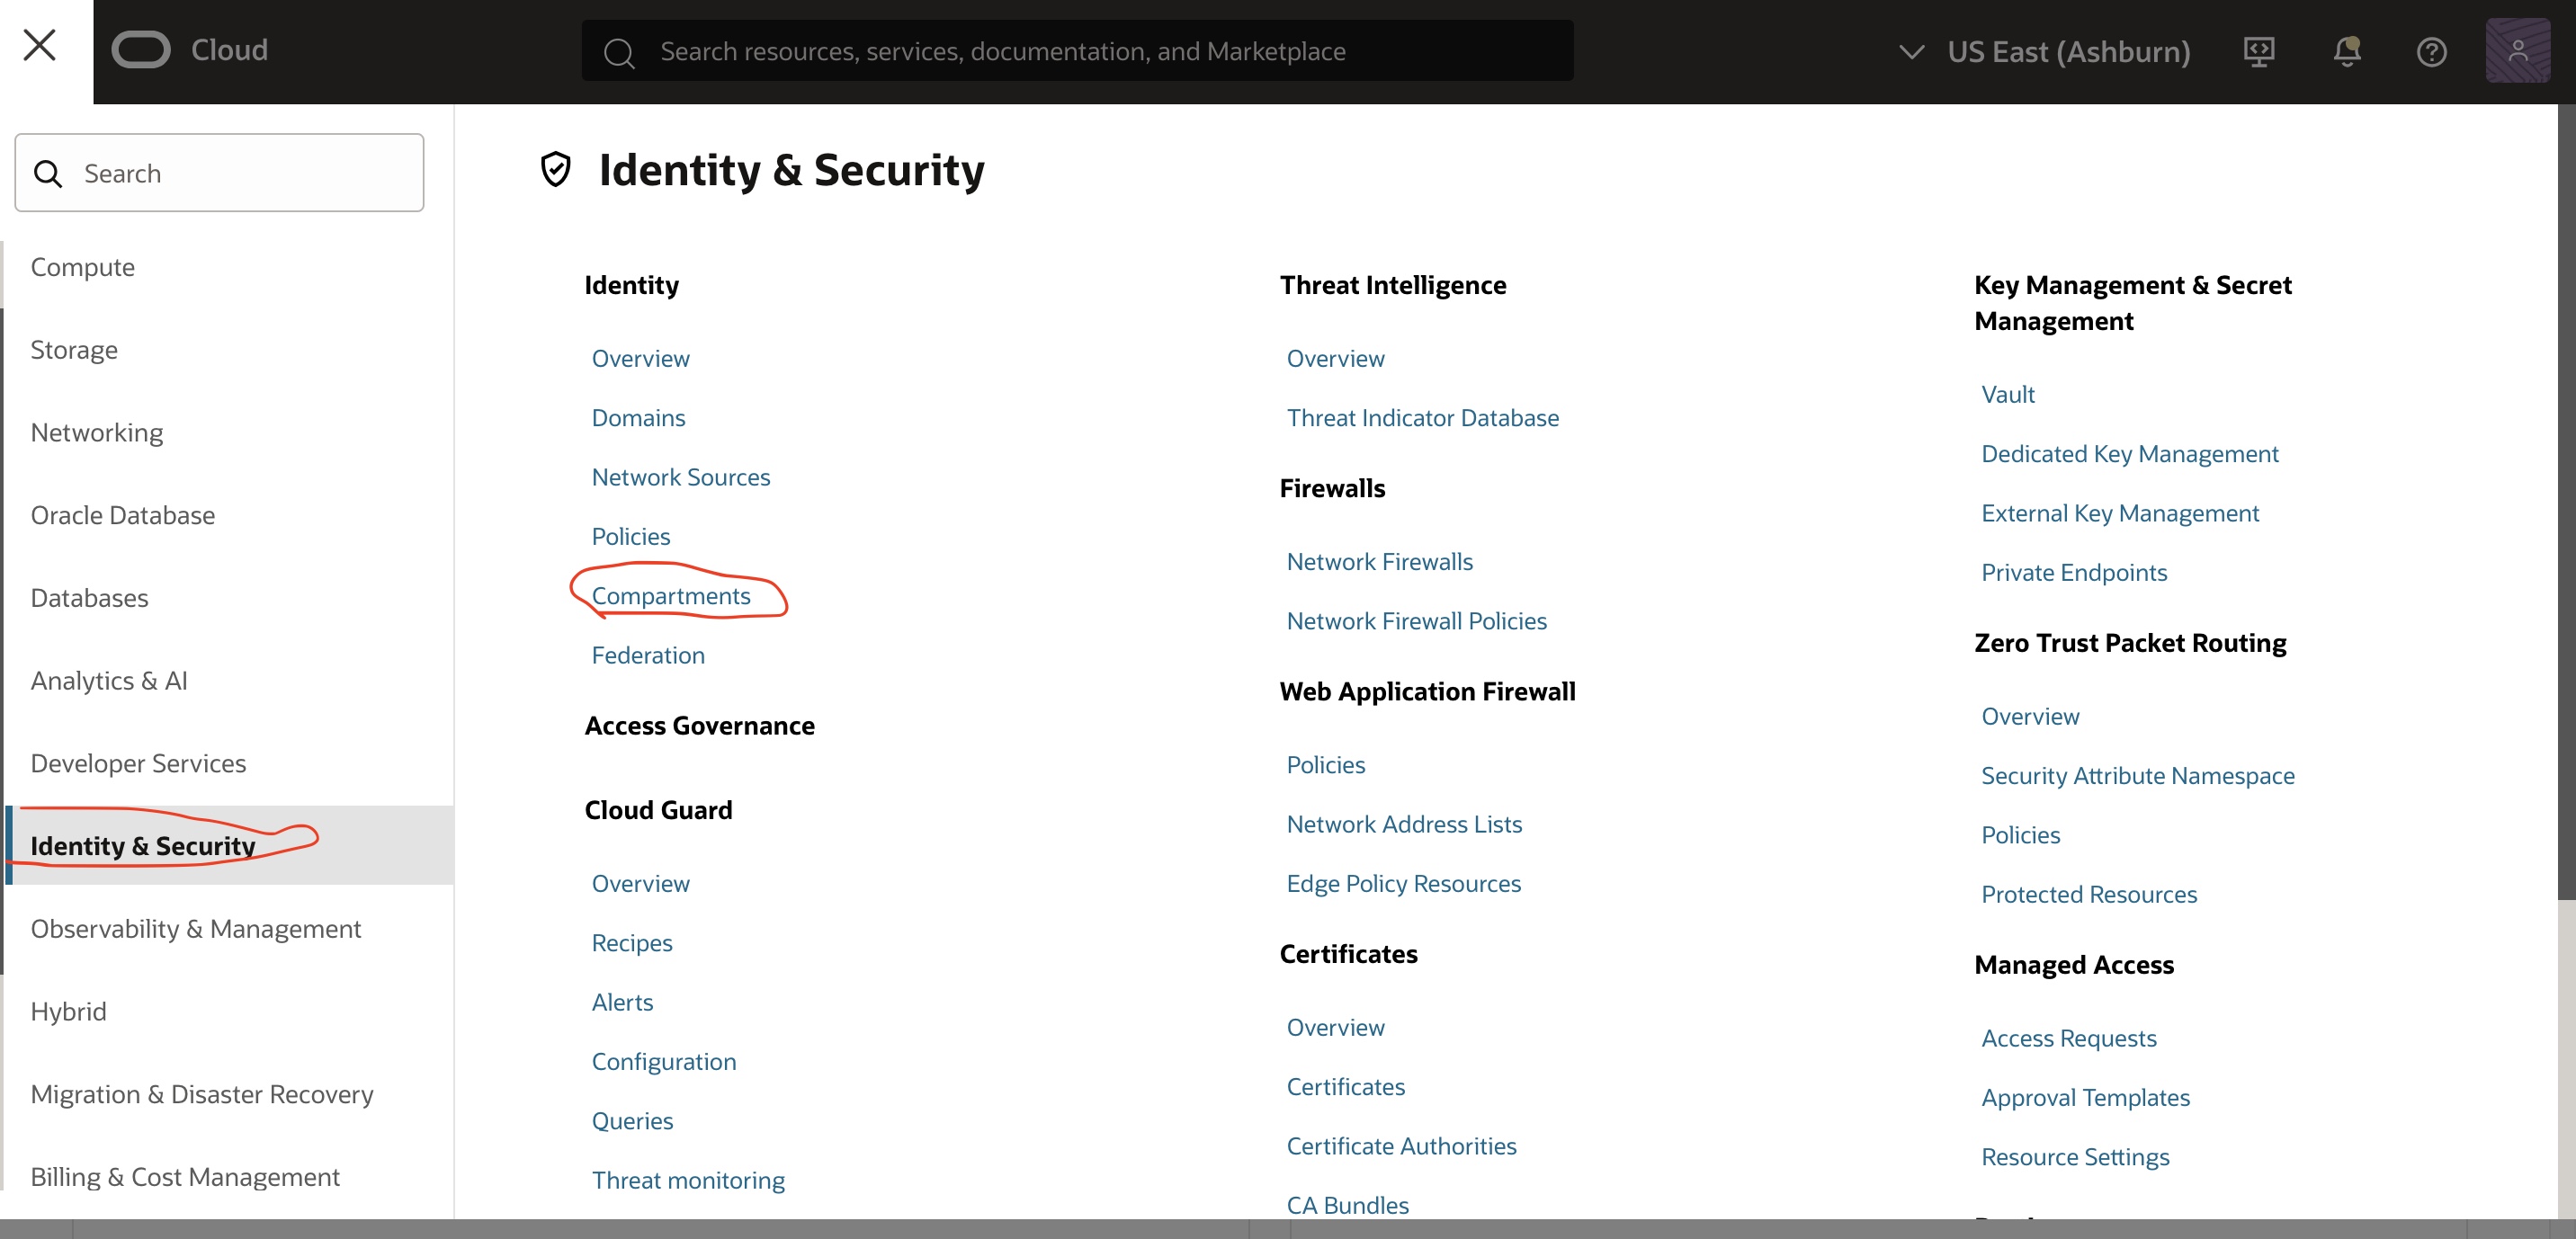 Cloud
Search resources, services, documentation, and Marketplace
US East (Ashburn)
Search
Compute
Storage
Networking
Oracle Database
Databases
Analytics & AI
Developer Services
Identity & Security
Observability & Management
Hybrid
Migration & Disaster Recovery
Billing & Cost Management
Identity & Security
Identity
Overview
Domains
Network Sources
Policies
Compartments
Federation
Access Governance
Cloud Guard
Overview
Recipes
Alerts
Configuration
Queries
Threat monitoring
Threat Intelligence
Overview
Threat Indicator Database
Firewalls
Network Firewalls
Network Firewall Policies
Web Application Firewall
Policies
Network Address Lists
Edge Policy Resources
Certificates
Overview
Certificates
Certificate Authorities
CA Bundles
Key Management & Secret
Management
Vault
Dedicated Key Management
External Key Management
Private Endpoints
Zero Trust Packet Routing
Overview
Security Attribute Namespace
Policies
Protected Resources
Managed Access
Access Requests
Approval Templates
Resource Settings